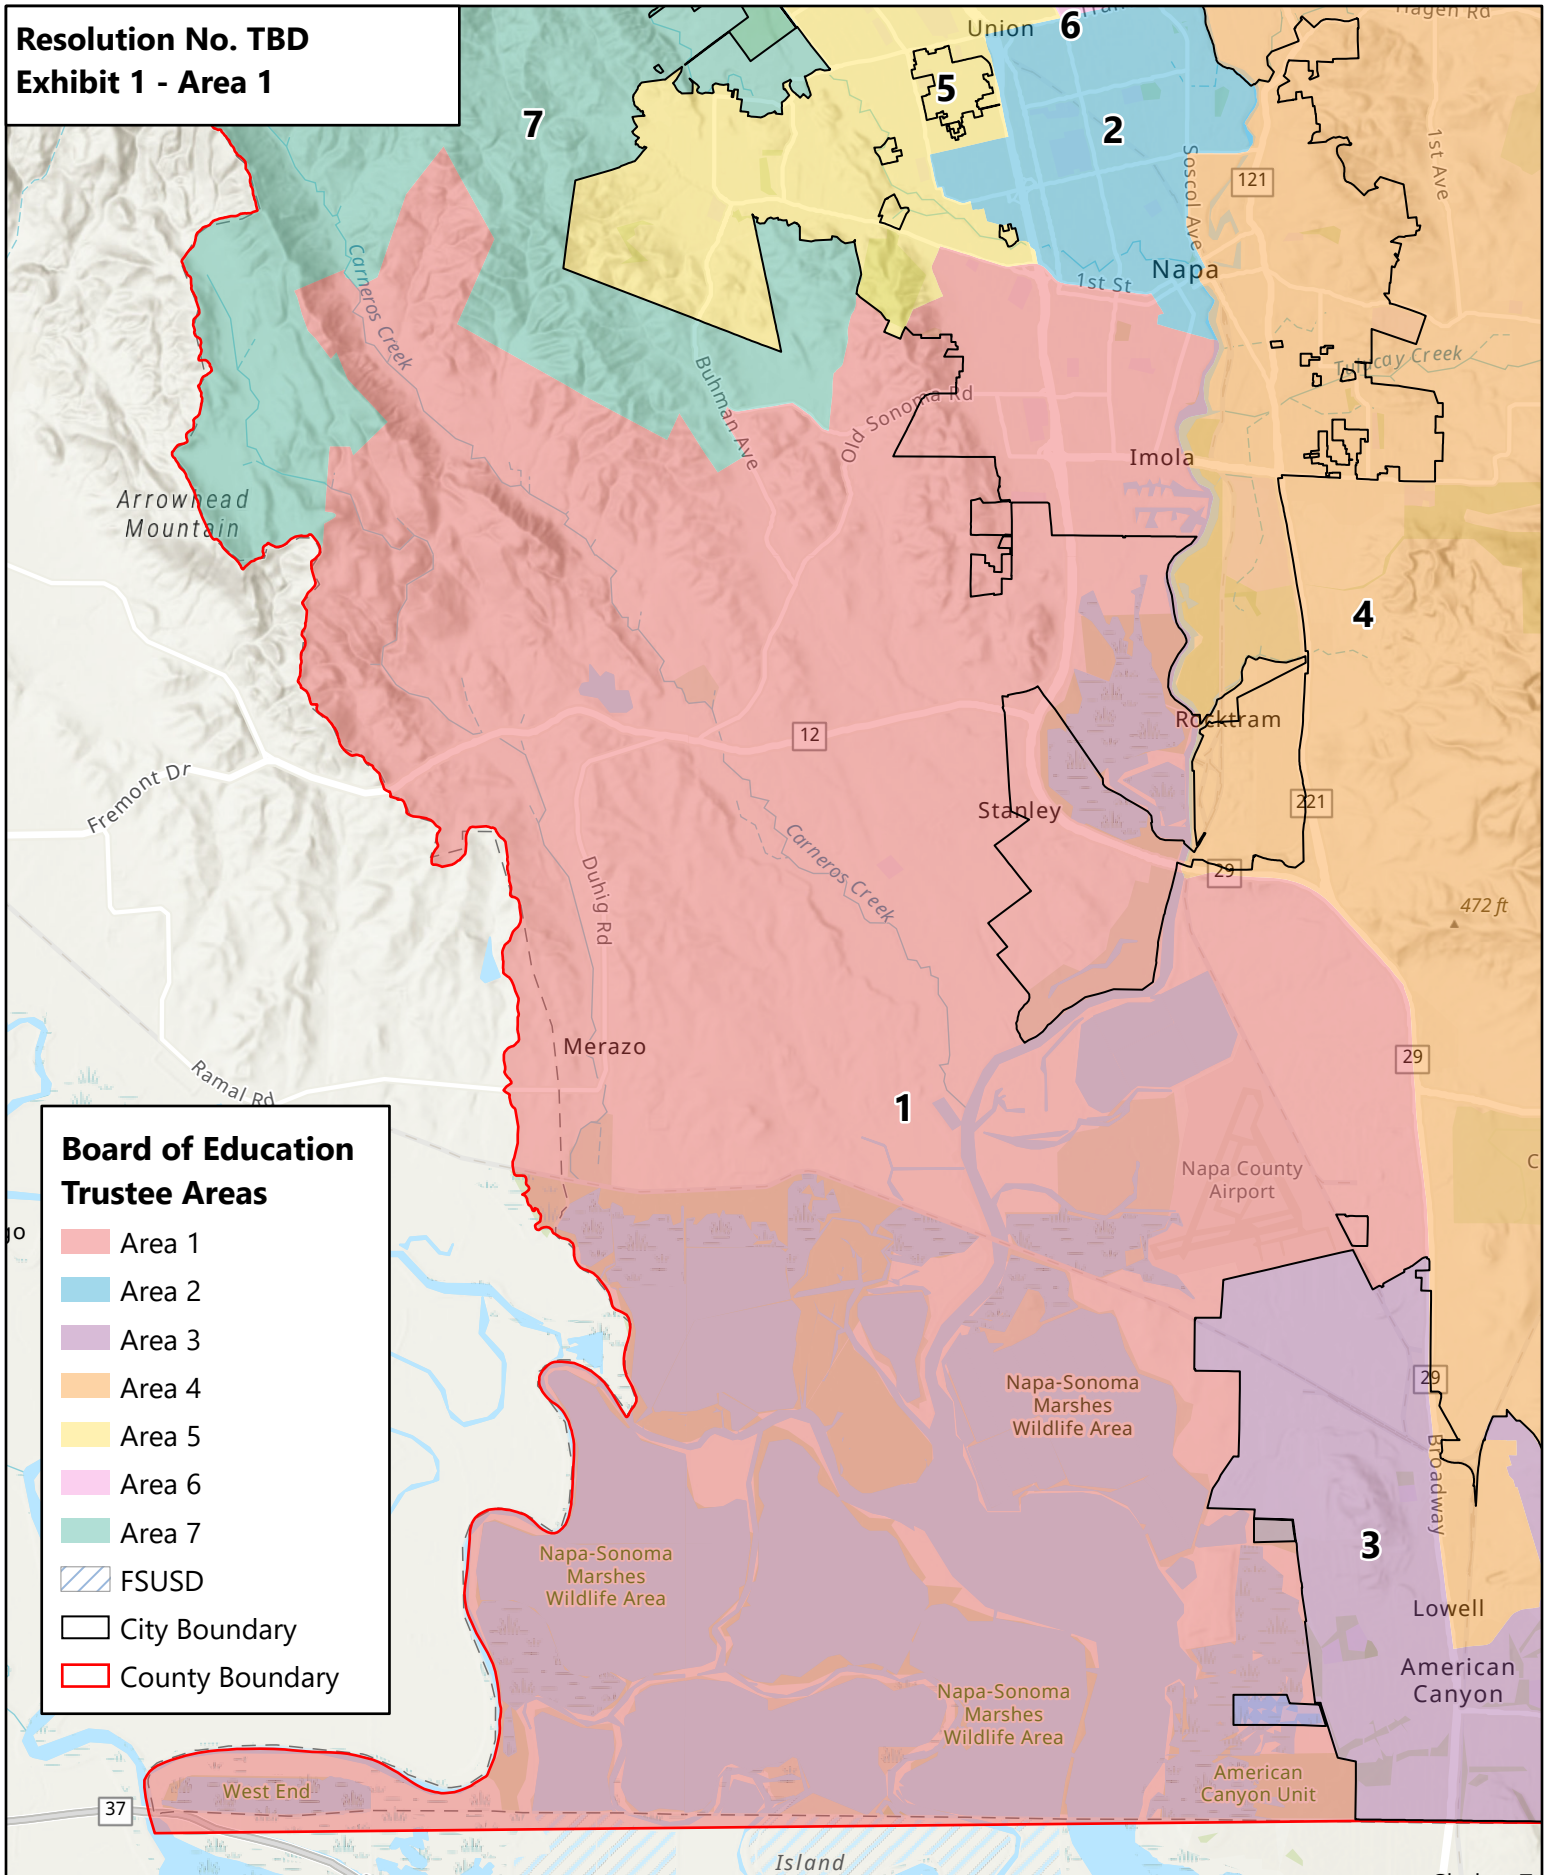 Resolution No. TBD
Exhibit 1 - Area 1
Union
6
Hagen Rd
7
5
2
1st Ave
Soscol Ave
121
Napa
1st St
Carneros Creek
Tulucay Creek
Buhman Ave
Old Sonoma Rd
Imola
Arrowhead
Mountain
4
Rocktram
12
Fremont Dr
221
Stanley
Carneros Creek
Duhig Rd
29
472 ft
Merazo
29
Ramal Rd
1
Napa County
Airport
Board of Education
Trustee Areas
Area 1
Area 2
Area 3
Area 4
Area 5
Area 6
Area 7
FSUSD
City Boundary
County Boundary
go
C
29
Napa-Sonoma
Marshes
Wildlife Area
Broadway
3
Napa-Sonoma
Marshes
Wildlife Area
Lowell
American
Canyon
Napa-Sonoma
Marshes
Wildlife Area
West End
American
Canyon Unit
37
Island